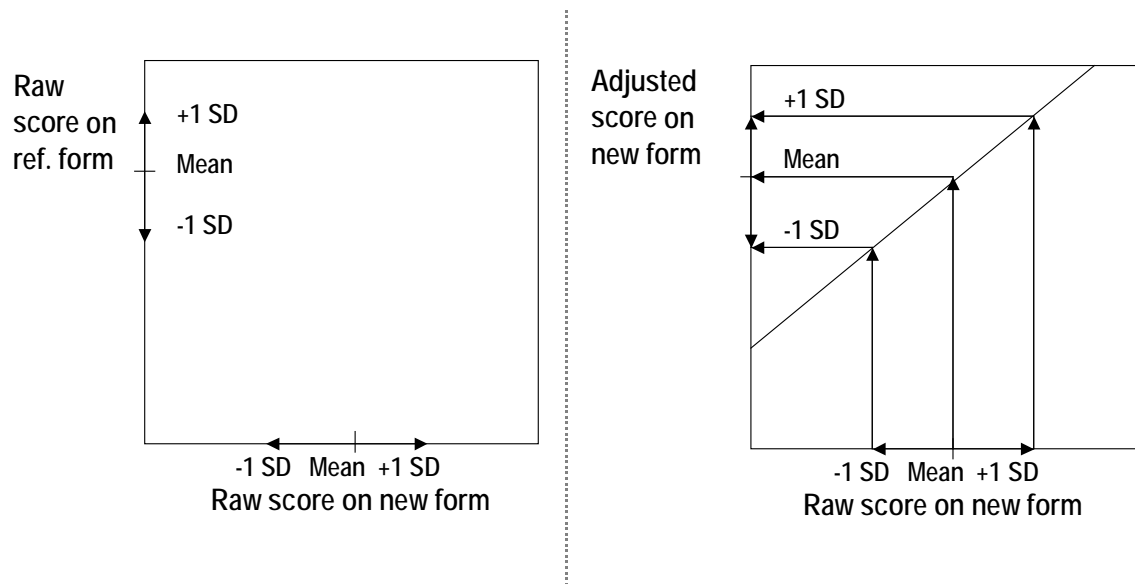 Raw
score on
ref. form
+1 SD
Mean
-1 SD
-1 SD Mean +1 SD
Raw score on new form
Adjusted
score on
new form
+1 SD
Mean
-1 SD
-1 SD Mean +1 SD
Raw score on new form